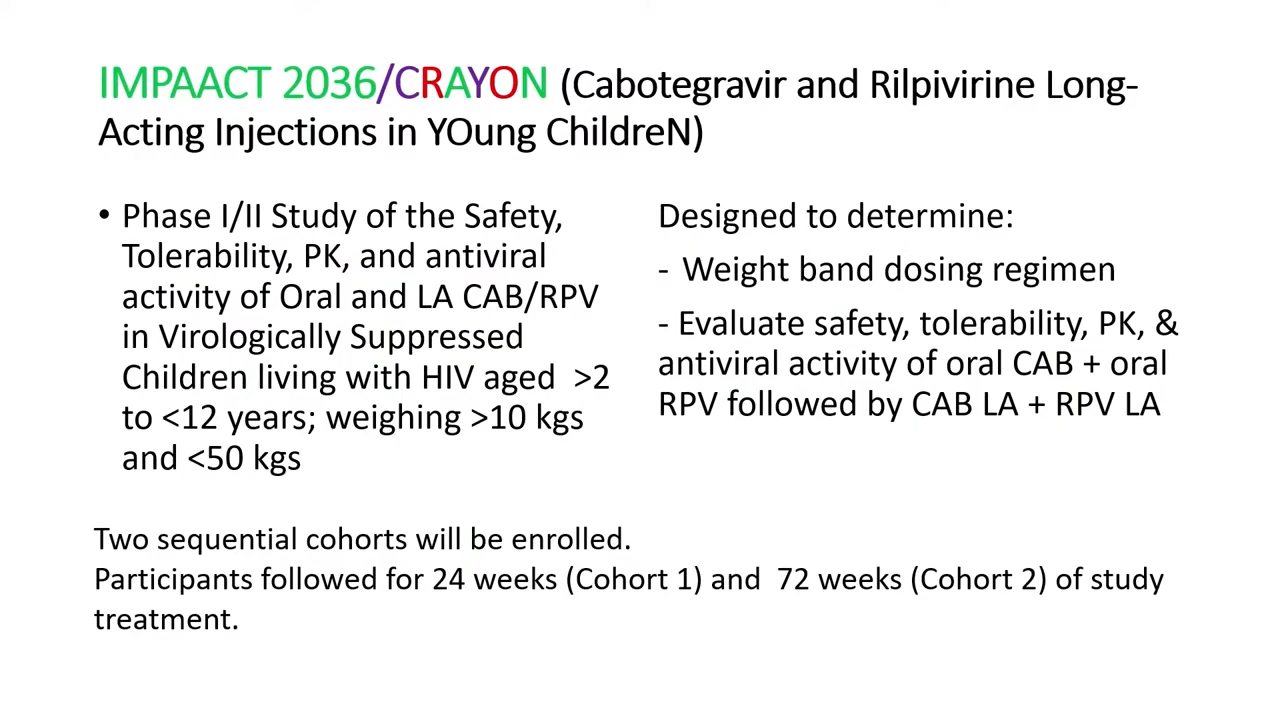 IMPAACT 2036/CRAYON (Cabotegravir and Rilpivirine Long-
Acting Injections in YOung ChildreN)
• Phase I/II Study of the Safety,
Tolerability, PK, and antiviral
activity of Oral and LA CAB/RPV
in Virologically Suppressed
Children living with HIV aged >2
to <12 years; weighing >10 kgs
and <50 kgs
Designed to determine:
- Weight band dosing regimen
- Evaluate safety, tolerability, PK, &
antiviral activity of oral CAB + oral
RPV followed by CAB LA + RPV LA
Two sequential cohorts will be enrolled.
Participants followed for 24 weeks (Cohort 1) and 72 weeks (Cohort 2) of study
treatment.